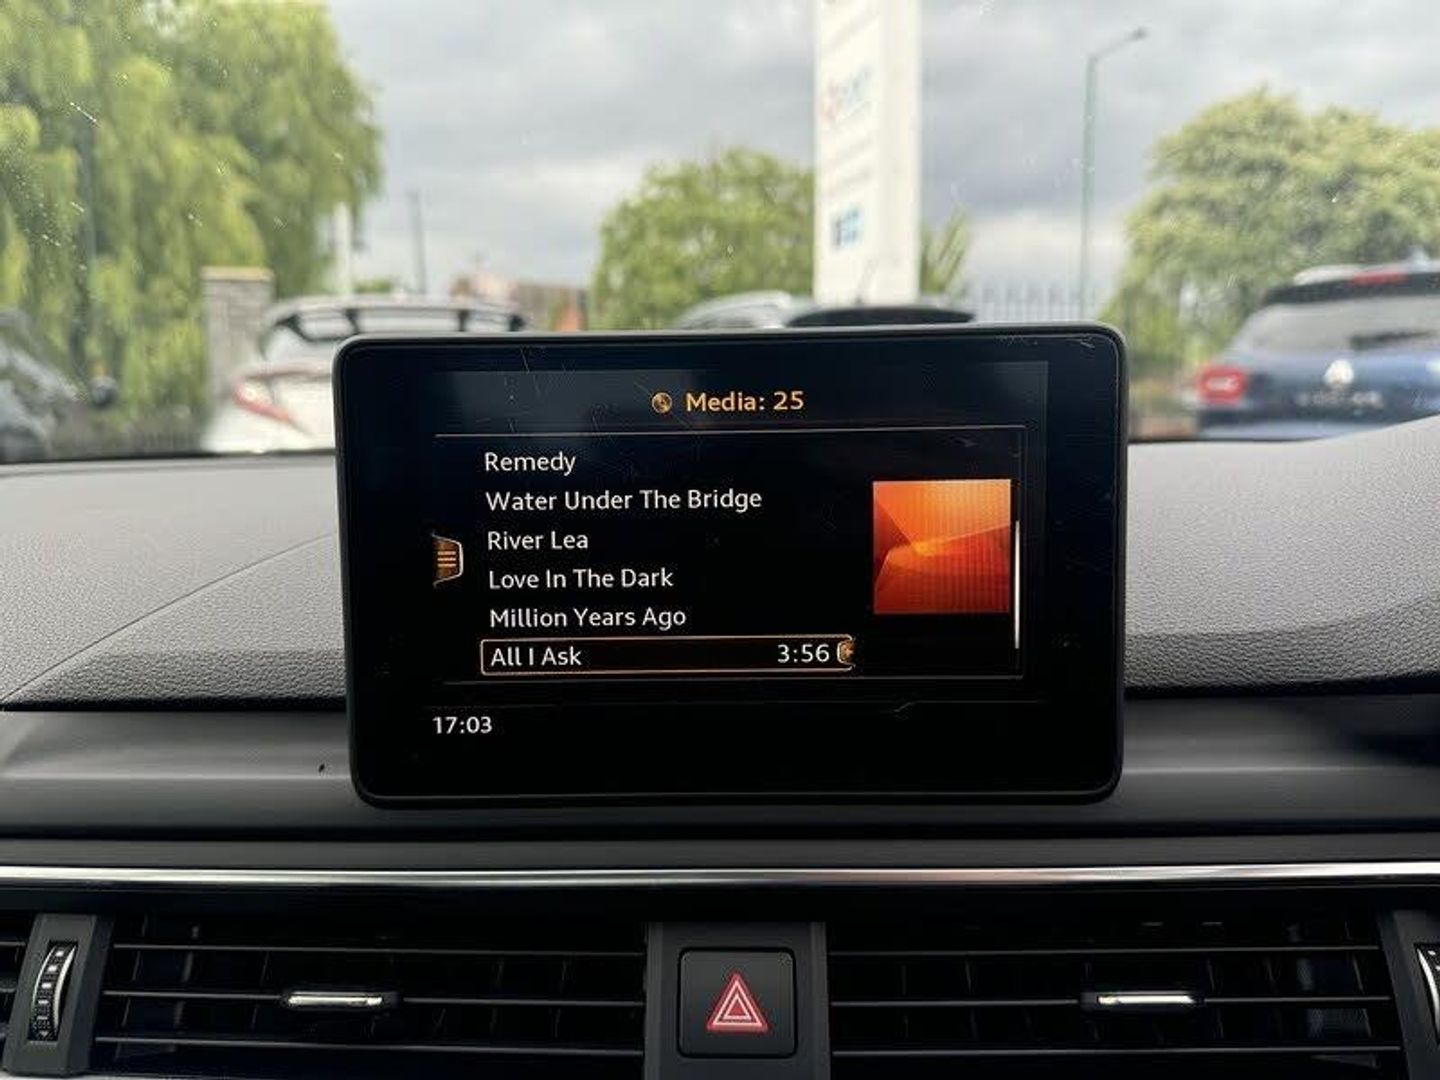 Media: 25
Remedy
Water Under The Bridge
River Lea
Love In The Dark
Million Years Ago
All I Ask 3:56
17:03